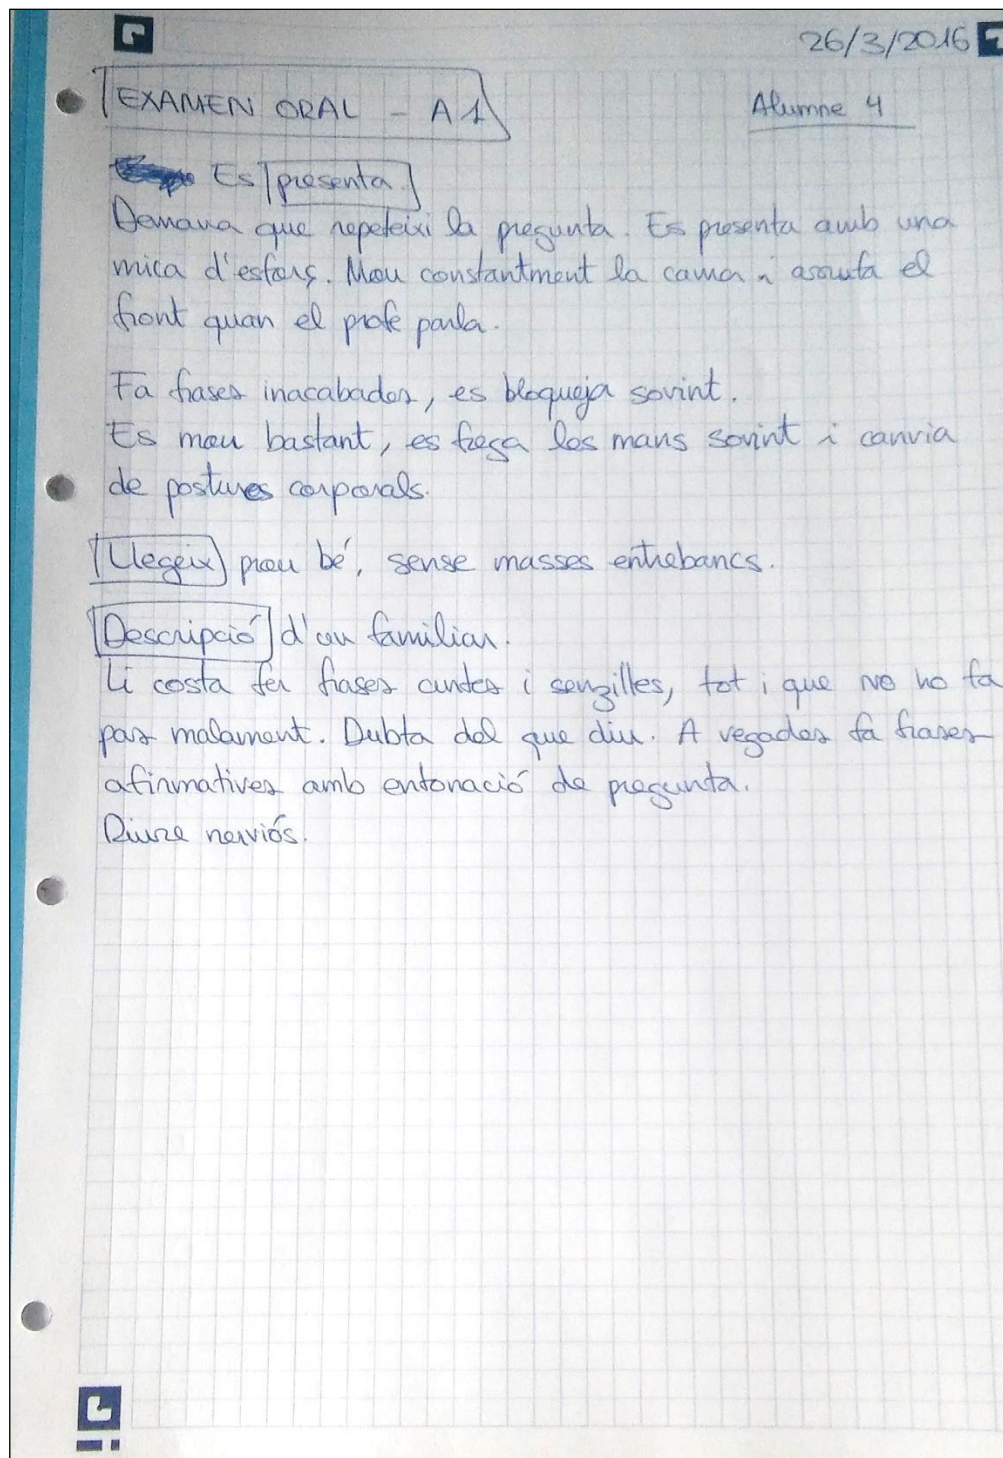 26/3/2016
EXAMEN ORAL - A1
Alumne 4
Es presenta.
Demana que repeteixi la pregunta. Es presenta amb una
mica d'esforç. Mou constantment la cama i arrufa el
front quan el profe parla.
Fa frases inacabades, es bloqueja sovint.
Es mou bastant, es frega les mans sovint i canvia
de postures corporals.
Llegeix prou bé, sense masses entrebancs.
Descripció d'un familiar.
Li costa fer frases curtes i senzilles, tot i que no ho fa
pas malament. Dubta del que diu. A vegades fa frases
afirmatives amb entonació de pregunta.
Riure nerviós.